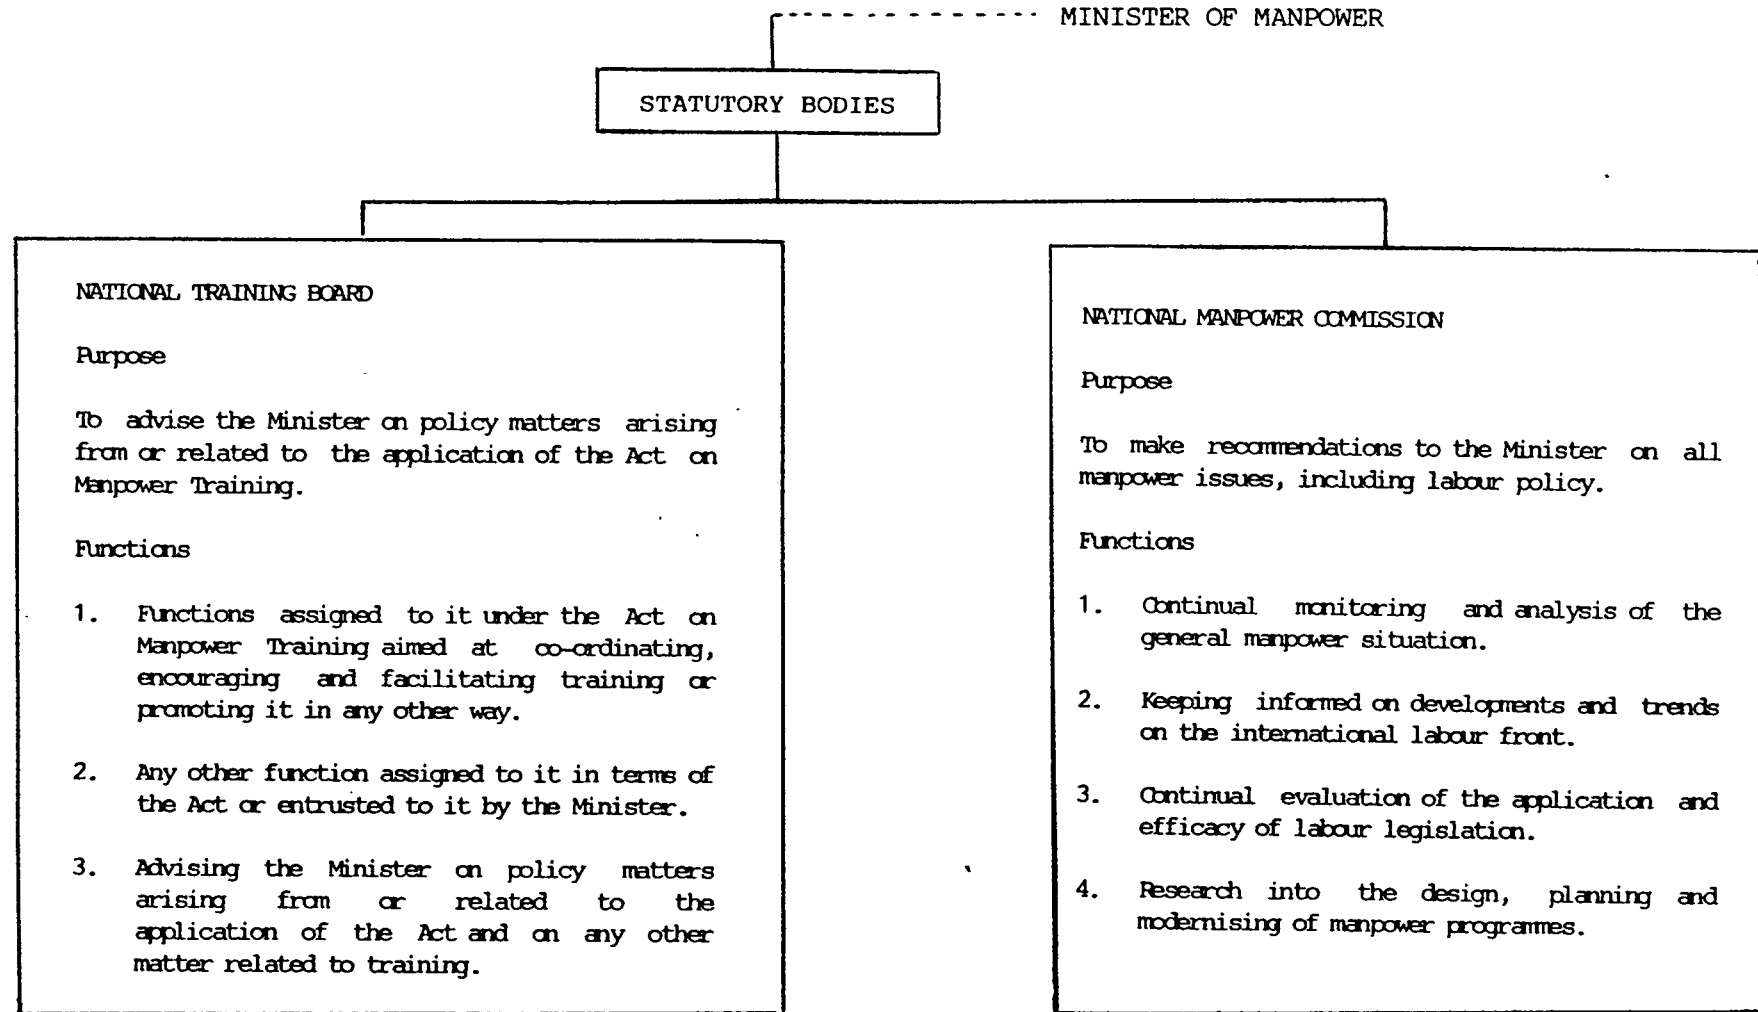 MINISTER OF MANPOWER
STATUTORY BODIES
NATIONAL TRAINING BOARD
Purpose
To advise the Minister on policy matters arising
from or related to the application of the Act on
Manpower Training.
Functions
1. Functions assigned to it under the Act on
Manpower Training aimed at co-ordinating,
encouraging and facilitating training or
promoting it in any other way.
2. Any other function assigned to it in terms of
the Act or entrusted to it by the Minister.
3. Advising the Minister on policy matters
arising from or related to the
application of the Act and on any other
matter related to training.
NATIONAL MANPOWER COMMISSION
Purpose
To make recommendations to the Minister on all
manpower issues, including labour policy.
Functions
1. Continual monitoring and analysis of the
general manpower situation.
2. Keeping informed on developments and trends
on the international labour front.
3. Continual evaluation of the application and
efficacy of labour legislation.
4. Research into the design, planning and
modernising of manpower programmes.